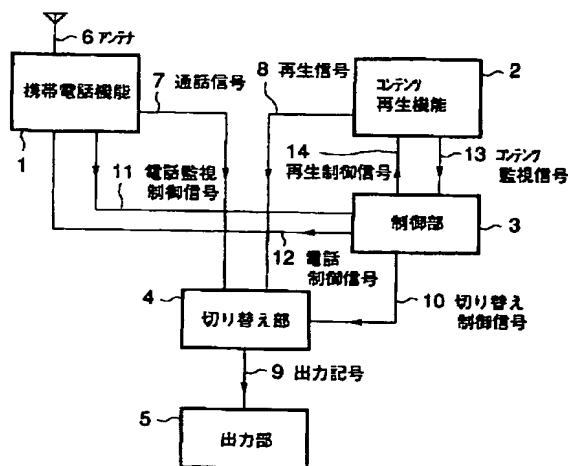 6 アンテナ
携帯電話機能
1
7 通話信号
8 再生信号
コンテンツ
再生機能
2
11 電話監視
制御信号
14
再生制御信号
13 コンテンツ
監視信号
制御部
3
12 電話
制御信号
4
切り替え部
10 切り替え
制御信号
9 出力記号
5
出力部